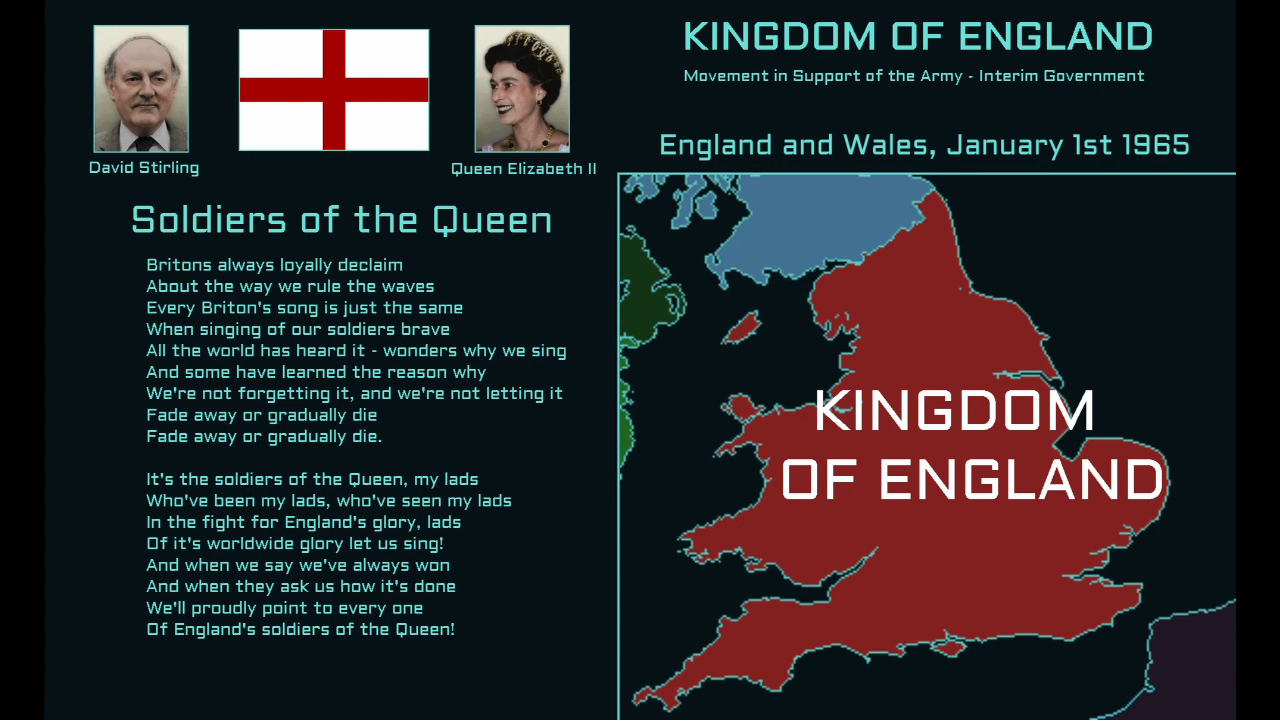 KINGDOM OF ENGLAND
Movement in Support of the Army - Interim Government
England and Wales, January 1st 1965
David Stirling
Queen Elizabeth II
Soldiers of the Queen
Britons always loyally declaim
About the way we rule the waves
Every Briton's song is just the same
When singing of our soldiers brave
All the world has heard it - wonders why we sing
And some have learned the reason why
We're not forgetting it, and we're not letting it
Fade away or gradually die
Fade away or gradually die.
It's the soldiers of the Queen, my lads
Who've been my lads, who've seen my lads
In the fight for England's glory, lads
Of it's worldwide glory let us sing!
And when we say we've always won
And when they ask us how it's done
We'll proudly point to every one
Of England's soldiers of the Queen!
KINGDOM
OF ENGLAND